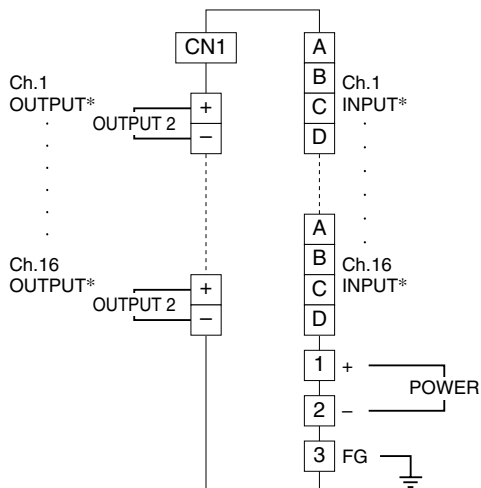 CN1
A
B
C
D
Ch.1
OUTPUT*
OUTPUT 2
+
–
Ch.1
INPUT*
A
B
C
D
Ch.16
OUTPUT*
OUTPUT 2
+
–
Ch.16
INPUT*
1 +
POWER
2 –
3 FG